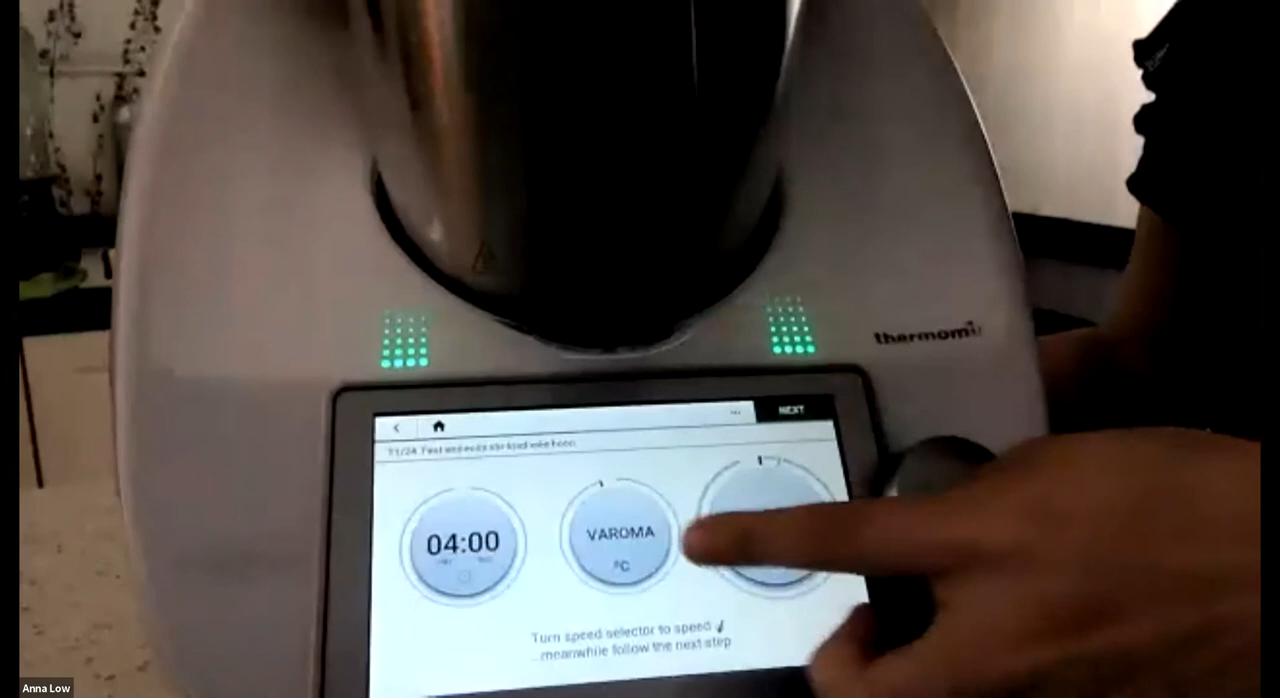 thermomix
NEXT
04:00
VAROMA
°C
Turn speed selector to speed
...meanwhile follow the next step
Anna Low